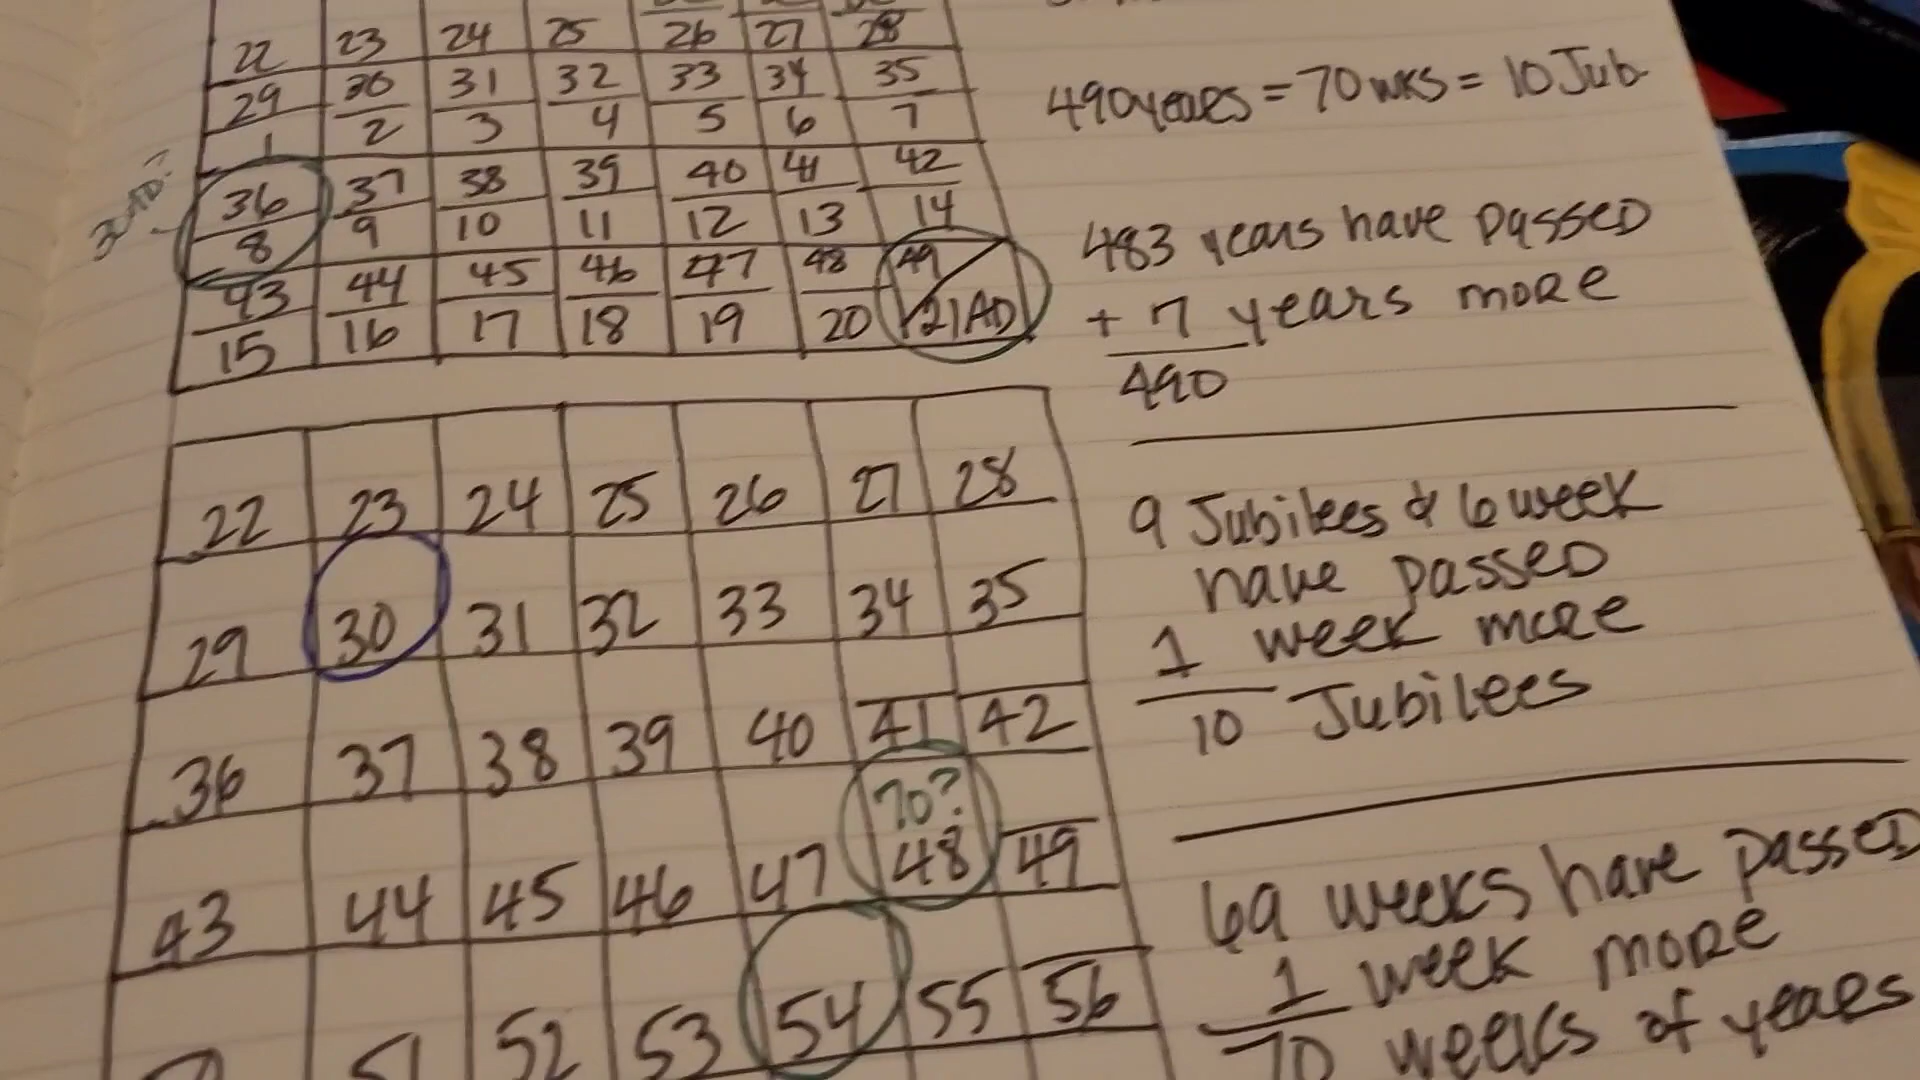 22 23 24 25 26 27 28
29 30 31 32 33 34 35
1 2 3 4 5 6 7
36 37 38 39 40 41 42
8 9 10 11 12 13 14
43 44 45 46 47 48 49
15 16 17 18 19 20 21AD
22 23 24 25 26 27 28
29 30 31 32 33 34 35
36 37 38 39 40 41 42
70?
43 44 45 46 47 48 49
51 52 53 54 55 56
490years = 70wks = 10 Jub
483 years have passed
+ 7 years more
490
9 Jubilees & 6 week
have passed
1 week more
10 Jubilees
69 weeks have passed
1 week more
70 weeks of years